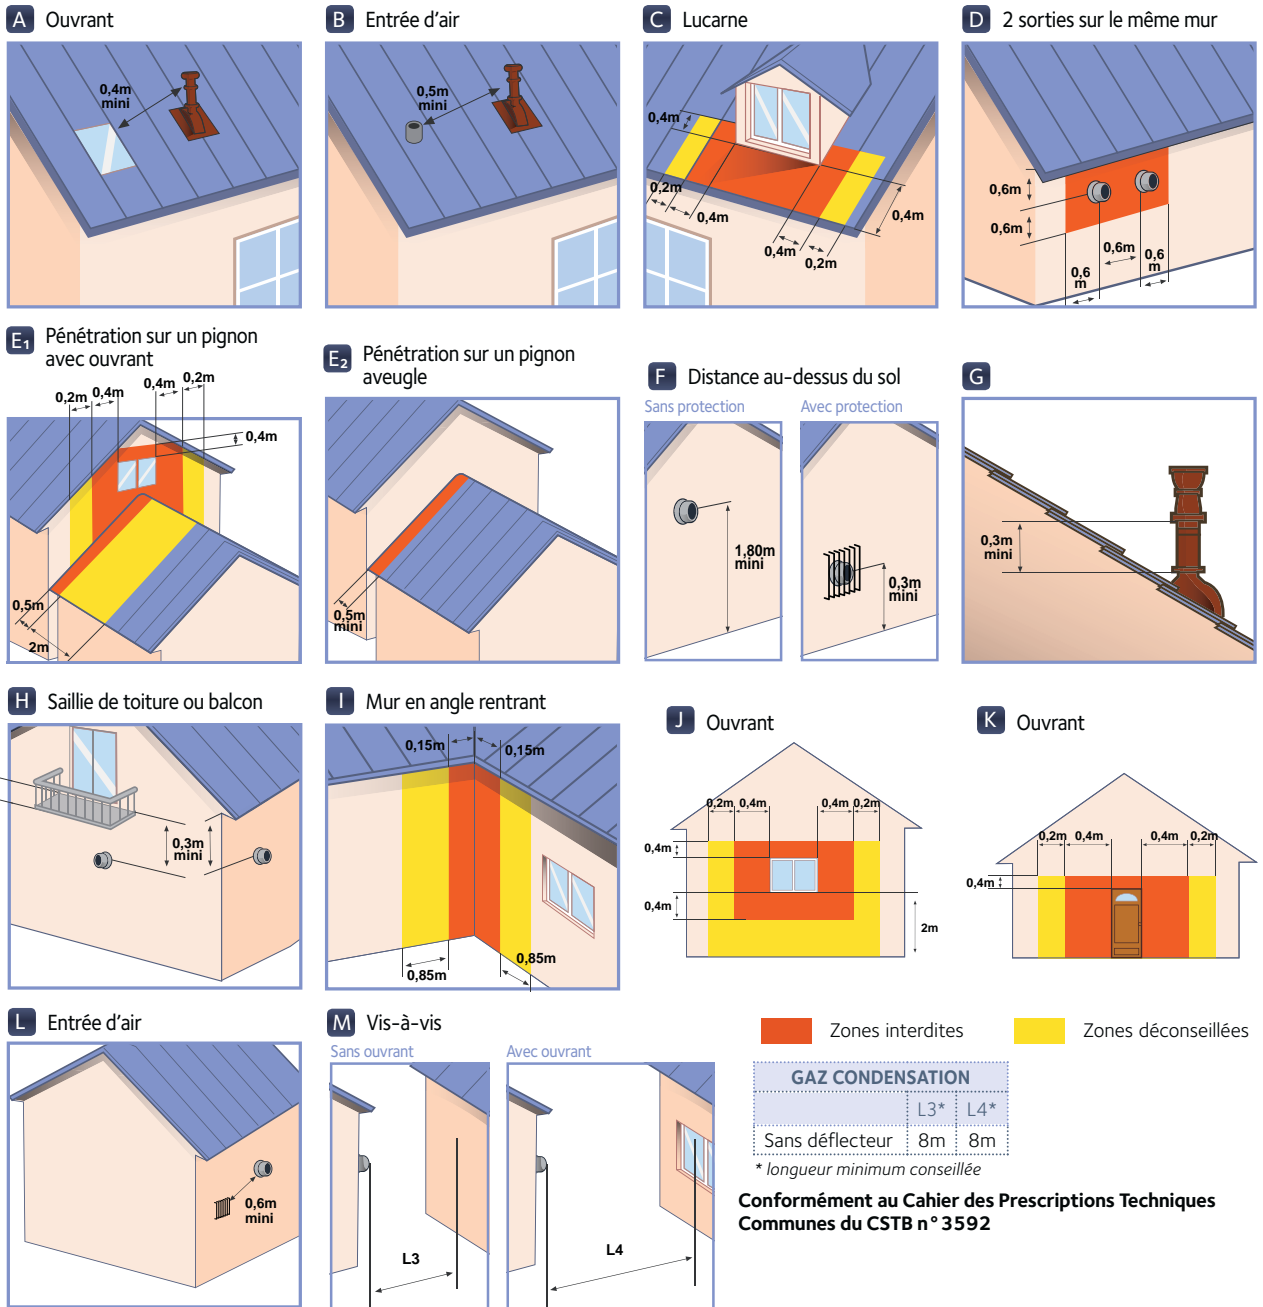 A Ouvrant
0,4m
mini
B Entrée d'air
0,5m
mini
C Lucarne
0,4m
0,2m
0,4m
0,4m
0,4m
0,2m
D 2 sorties sur le même mur
0,6m
0,6m
0,6m
0,6
m
0,6
m
E1 Pénétration sur un pignon
avec ouvrant
0,2m 0,4m 0,4m 0,2m
0,4m
0,5m
2m
E2 Pénétration sur un pignon
aveugle
0,5m
mini
F Distance au-dessus du sol
Sans protection
1,80m
mini
Avec protection
0,3m
mini
G
0,3m
mini
H Saillie de toiture ou balcon
0,3m
mini
I Mur en angle rentrant
0,15m 0,15m
0,85m
0,85m
J Ouvrant
0,2m 0,4m 0,4m 0,2m
0,4m
0,4m
2m
K Ouvrant
0,2m 0,4m 0,4m 0,2m
0,4m
L Entrée d'air
0,6m
mini
M Vis-à-vis
Sans ouvrant
L3
Avec ouvrant
L4
Zones interdites
Zones déconseillées
GAZ CONDENSATION
L3* L4*
Sans déflecteur 8m 8m
* longueur minimum conseillée
Conformément au Cahier des Prescriptions Techniques
Communes du CSTB n° 3592